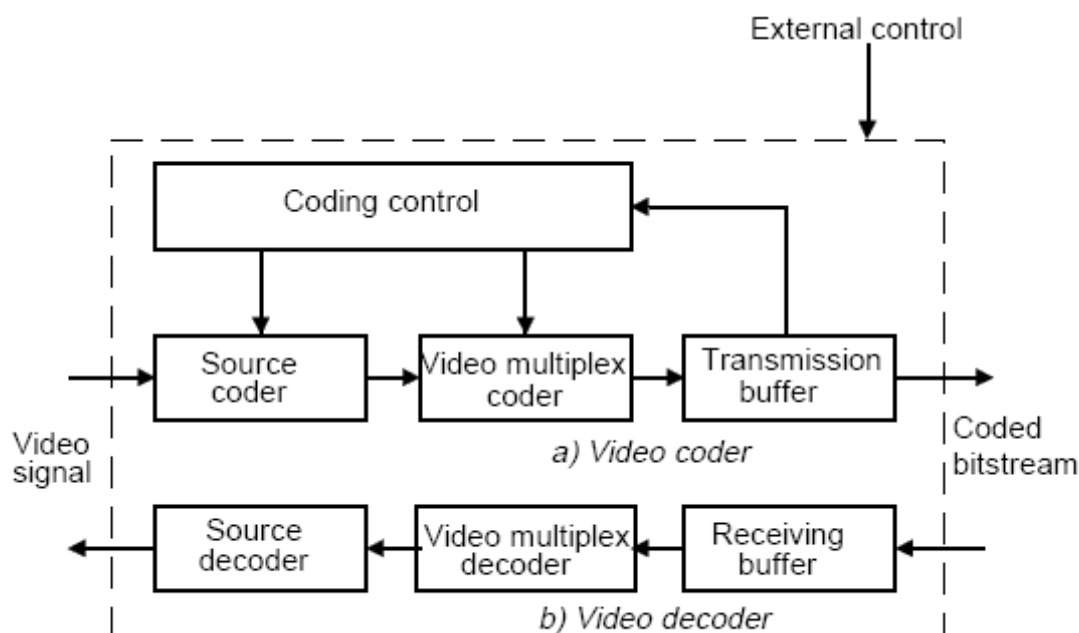 External control
Coding control
Source
coder
Video multiplex
coder
Transmission
buffer
a) Video coder
Video
signal
Coded
bitstream
Source
decoder
Video multiplex
decoder
Receiving
buffer
b) Video decoder